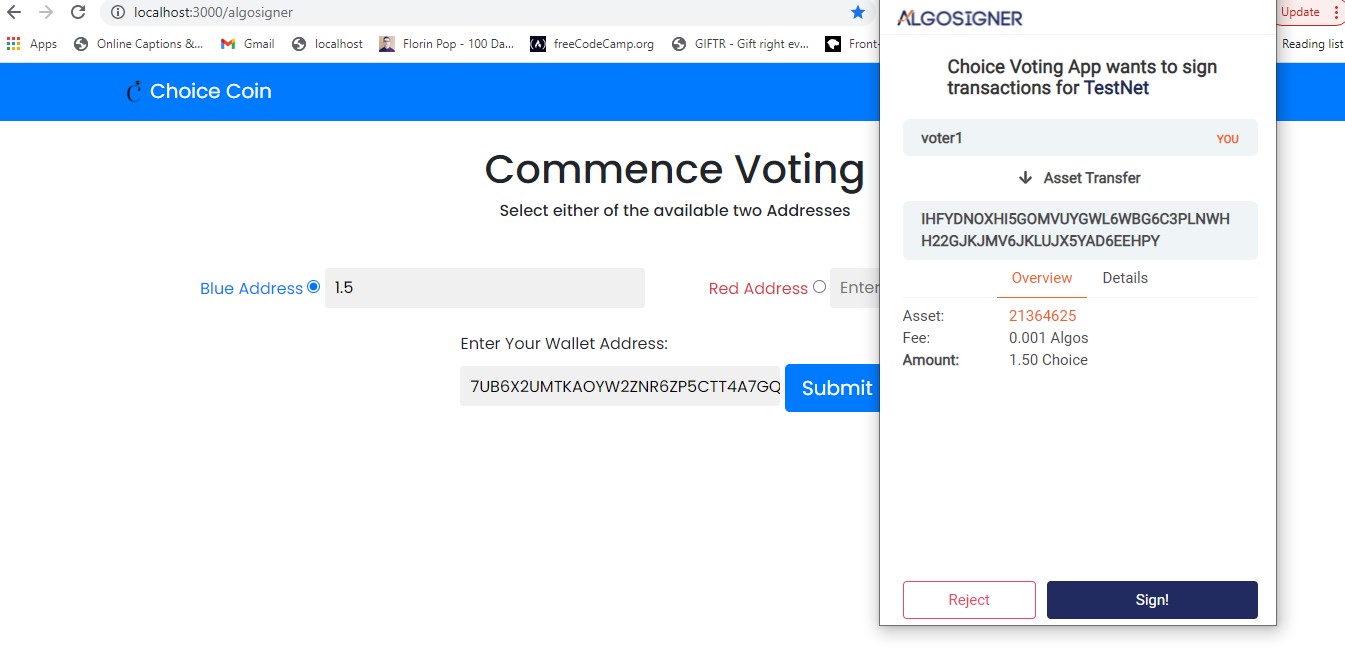 localhost:3000/algosigner
Update
Apps
Online Captions &...
Gmail
localhost
Florin Pop - 100 Da...
freeCodeCamp.org
GIFTR - Gift right ev...
Front-
Reading list
Choice Coin
Commence Voting
Select either of the available two Addresses
Blue Address
1.5
Red Address
Enter
Enter Your Wallet Address:
7UB6X2UMTKAOYW2ZNR6ZP5CTT4A7GQ
Submit
ALGOSIGNER
Choice Voting App wants to sign
transactions for TestNet
voter1
YOU
Asset Transfer
IHFYDNOXHI5GOMVUYGWL6WBG6C3PLNWH
H22GJKJMV6JKLUJX5YAD6EEHPY
Overview
Details
Asset: 21364625
Fee: 0.001 Algos
Amount: 1.50 Choice
Reject
Sign!